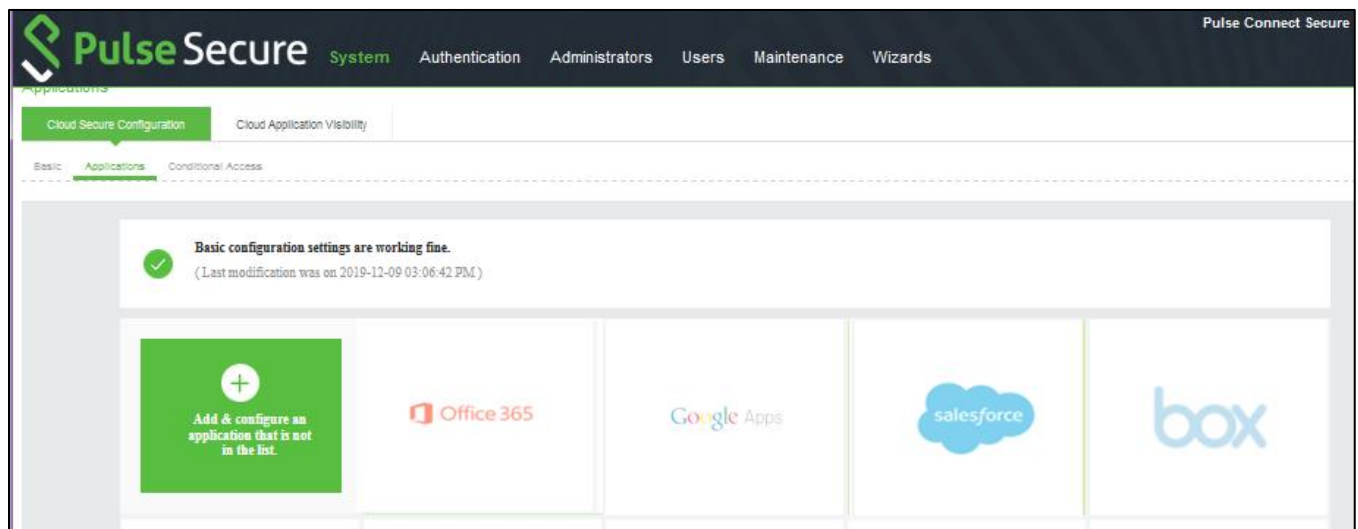 Pulse Connect Secure
Pulse Secure
System Authentication Administrators Users Maintenance Wizards
Applications
Cloud Secure Configuration Cloud Application Visibility
Basic Applications Conditional Access
Basic configuration settings are working fine.
( Last modification was on 2019-12-09 03:06:42 PM )
Add & configure an
application that is not
in the list.
Office 365
Google Apps
salesforce
box